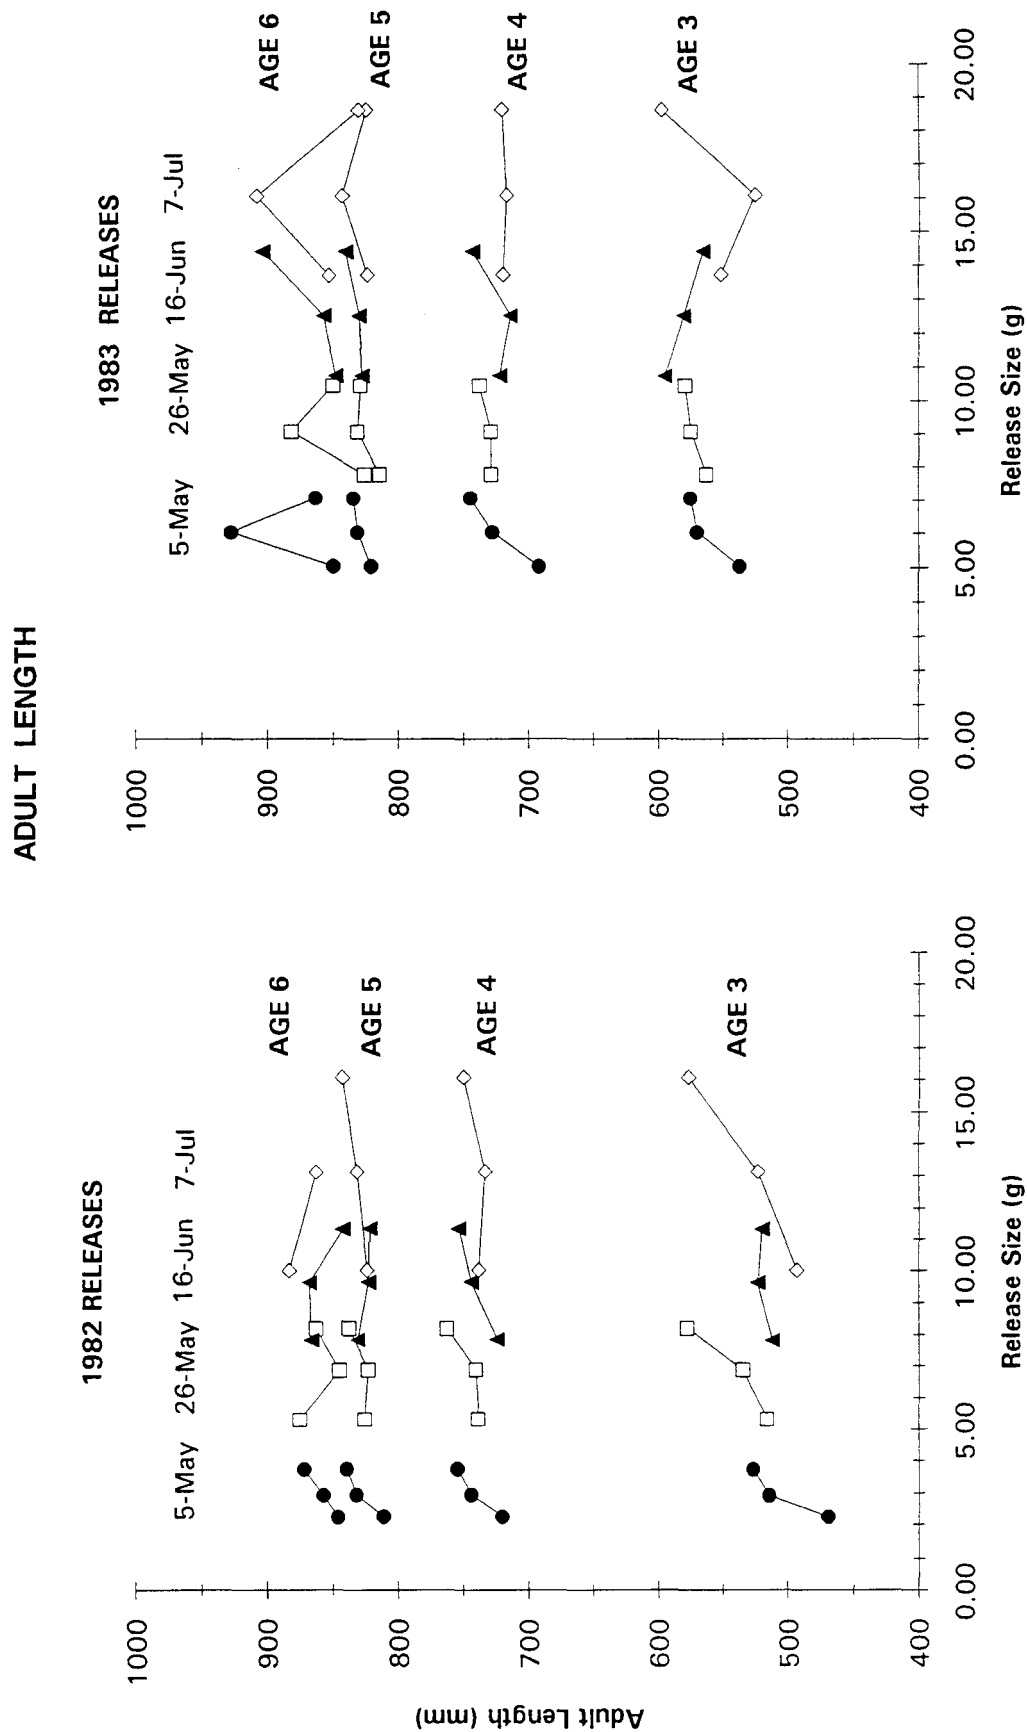 ADULT LENGTH
1982 RELEASES
5-May 26-May 16-Jun 7-Jul
AGE 6
AGE 5
AGE 4
AGE 3
1000
900
800
700
600
500
400
Adult Length (mm)
0.00 5.00 10.00 15.00 20.00
Release Size (g)
1983 RELEASES
5-May 26-May 16-Jun 7-Jul
AGE 6
AGE 5
AGE 4
AGE 3
1000
900
800
700
600
500
400
0.00 5.00 10.00 15.00 20.00
Release Size (g)